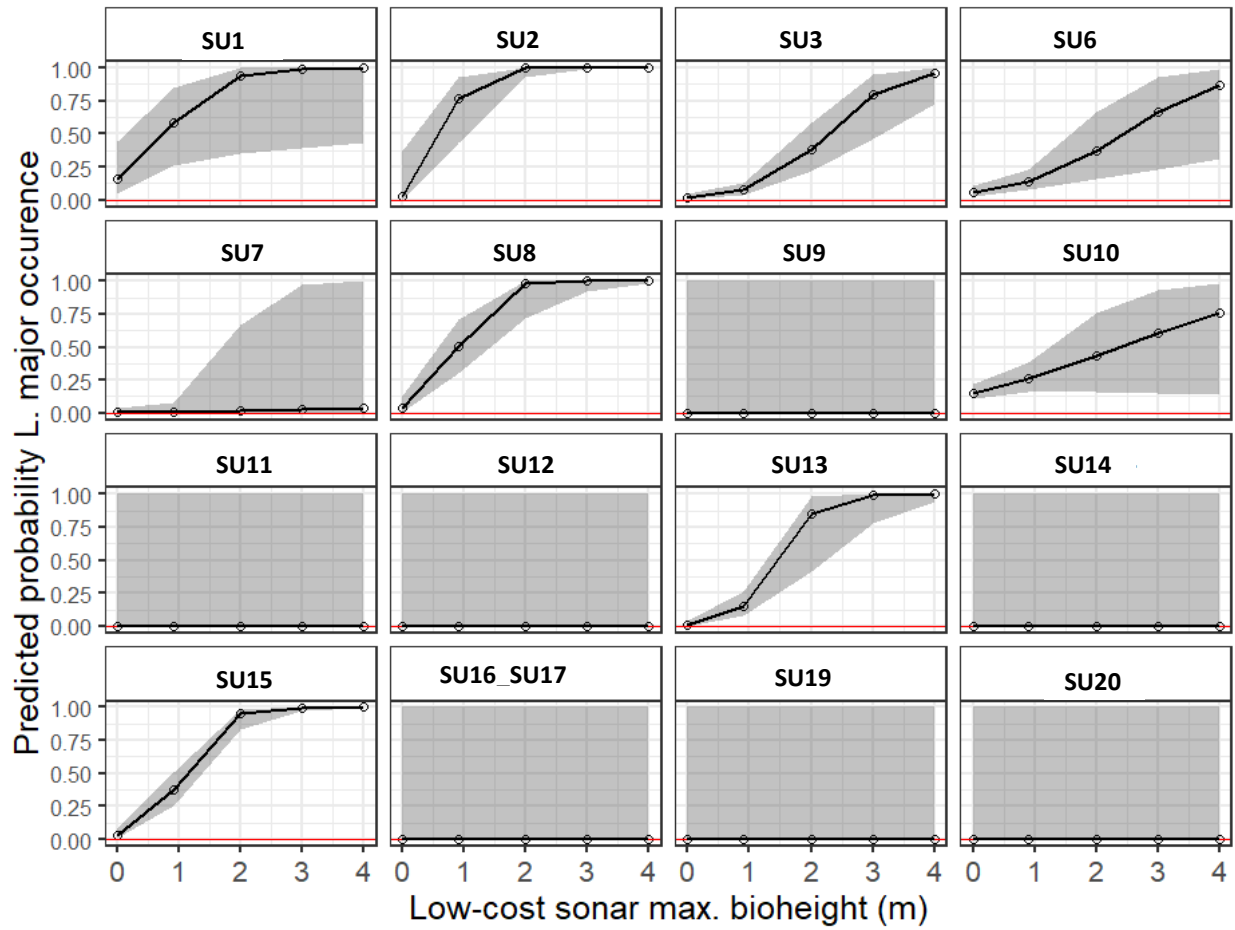 SU1 SU2 SU3 SU6
1.00
0.75
0.50
0.25
0.00
SU7 SU8 SU9 SU10
1.00
0.75
0.50
0.25
0.00
SU11 SU12 SU13 SU14
1.00
0.75
0.50
0.25
0.00
SU15 SU16_SU17 SU19 SU20
1.00
0.75
0.50
0.25
0.00
0 1 2 3 4 0 1 2 3 4 0 1 2 3 4 0 1 2 3 4
Low-cost sonar max. bioheight (m)
Predicted probability L. major occurence